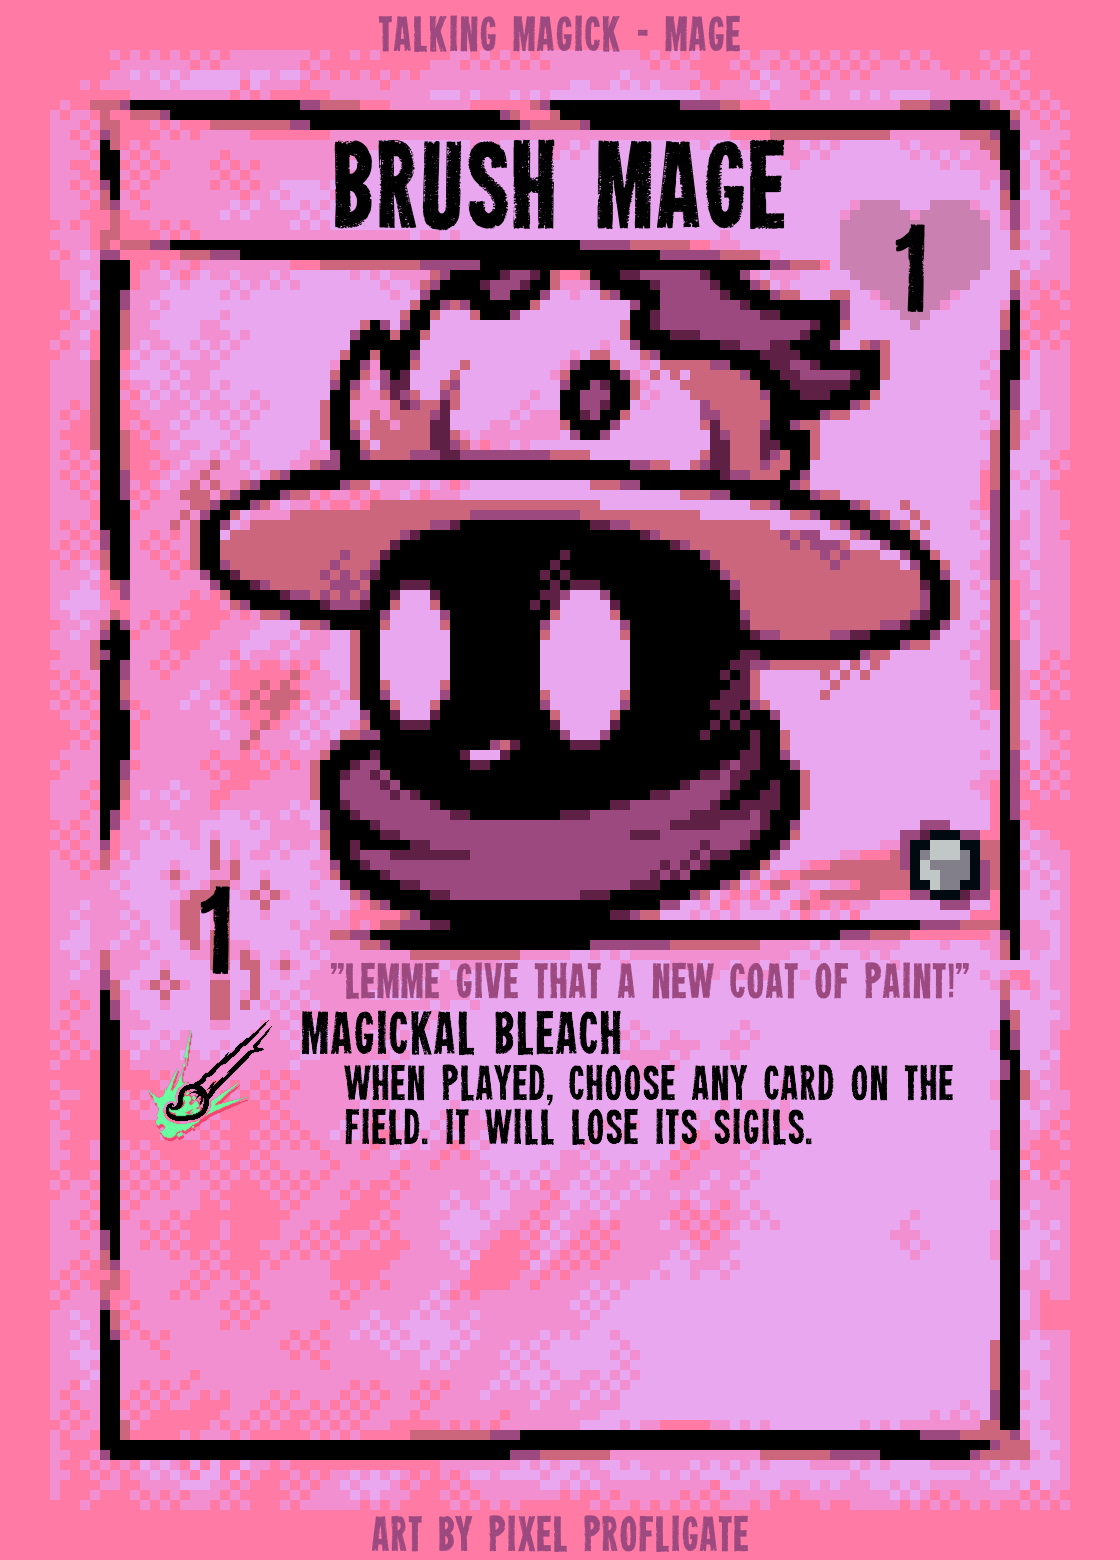 TALKING MAGICK - MAGE
BRUSH MAGE
1
1
"LEMME GIVE THAT A NEW COAT OF PAINT!"
MAGICKAL BLEACH
WHEN PLAYED, CHOOSE ANY CARD ON THE
FIELD. IT WILL LOSE ITS SIGILS.
ART BY PIXEL PROFLIGATE